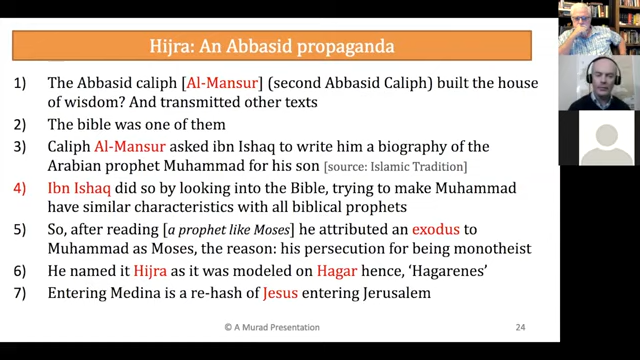 Hijra: An Abbasid propaganda
1) The Abbasid caliph [Al-Mansur] (second Abbasid Caliph) built the house
of wisdom? And transmitted other texts
2) The bible was one of them
3) Caliph Al-Mansur asked ibn Ishaq to write him a biography of the
Arabian prophet Muhammad for his son [source: Islamic Tradition]
4) Ibn Ishaq did so by looking into the Bible, trying to make Muhammad
have similar characteristics with all biblical prophets
5) So, after reading [a prophet like Moses] he attributed an exodus to
Muhammad as Moses, the reason: his persecution for being monotheist
6) He named it Hijra as it was modeled on Hagar hence, ‘Hagarenes’
7) Entering Medina is a re-hash of Jesus entering Jerusalem
© A Murad Presentation
24